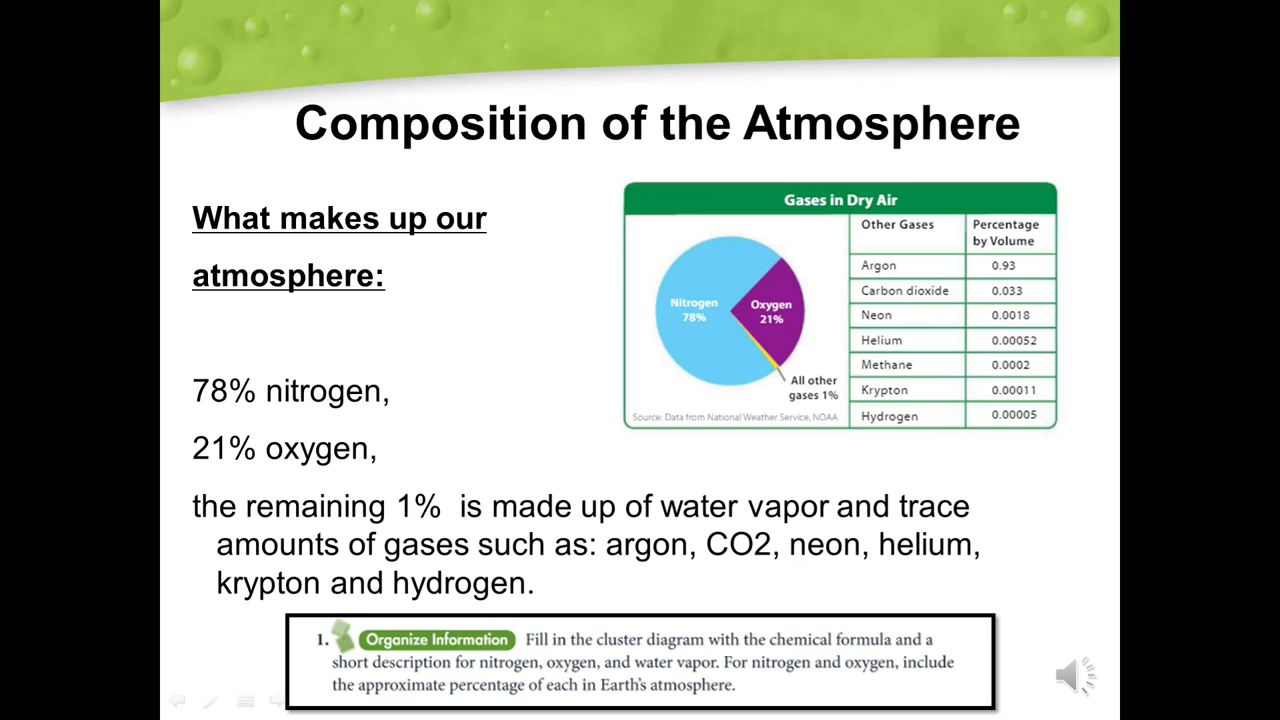 Composition of the Atmosphere
What makes up our
atmosphere:
78% nitrogen,
21% oxygen,
the remaining 1%  is made up of water vapor and trace
amounts of gases such as: argon, CO2, neon, helium,
krypton and hydrogen.
Gases in Dry Air
Nitrogen
78%
Oxygen
21%
All other
gases 1%
Source: Data from National Weather Service, NOAA
Other Gases Percentage
by Volume
Argon 0.93
Carbon dioxide 0.033
Neon 0.0018
Helium 0.00052
Methane 0.0002
Krypton 0.00011
Hydrogen 0.00005
1. Organize Information Fill in the cluster diagram with the chemical formula and a
short description for nitrogen, oxygen, and water vapor. For nitrogen and oxygen, include
the approximate percentage of each in Earth's atmosphere.